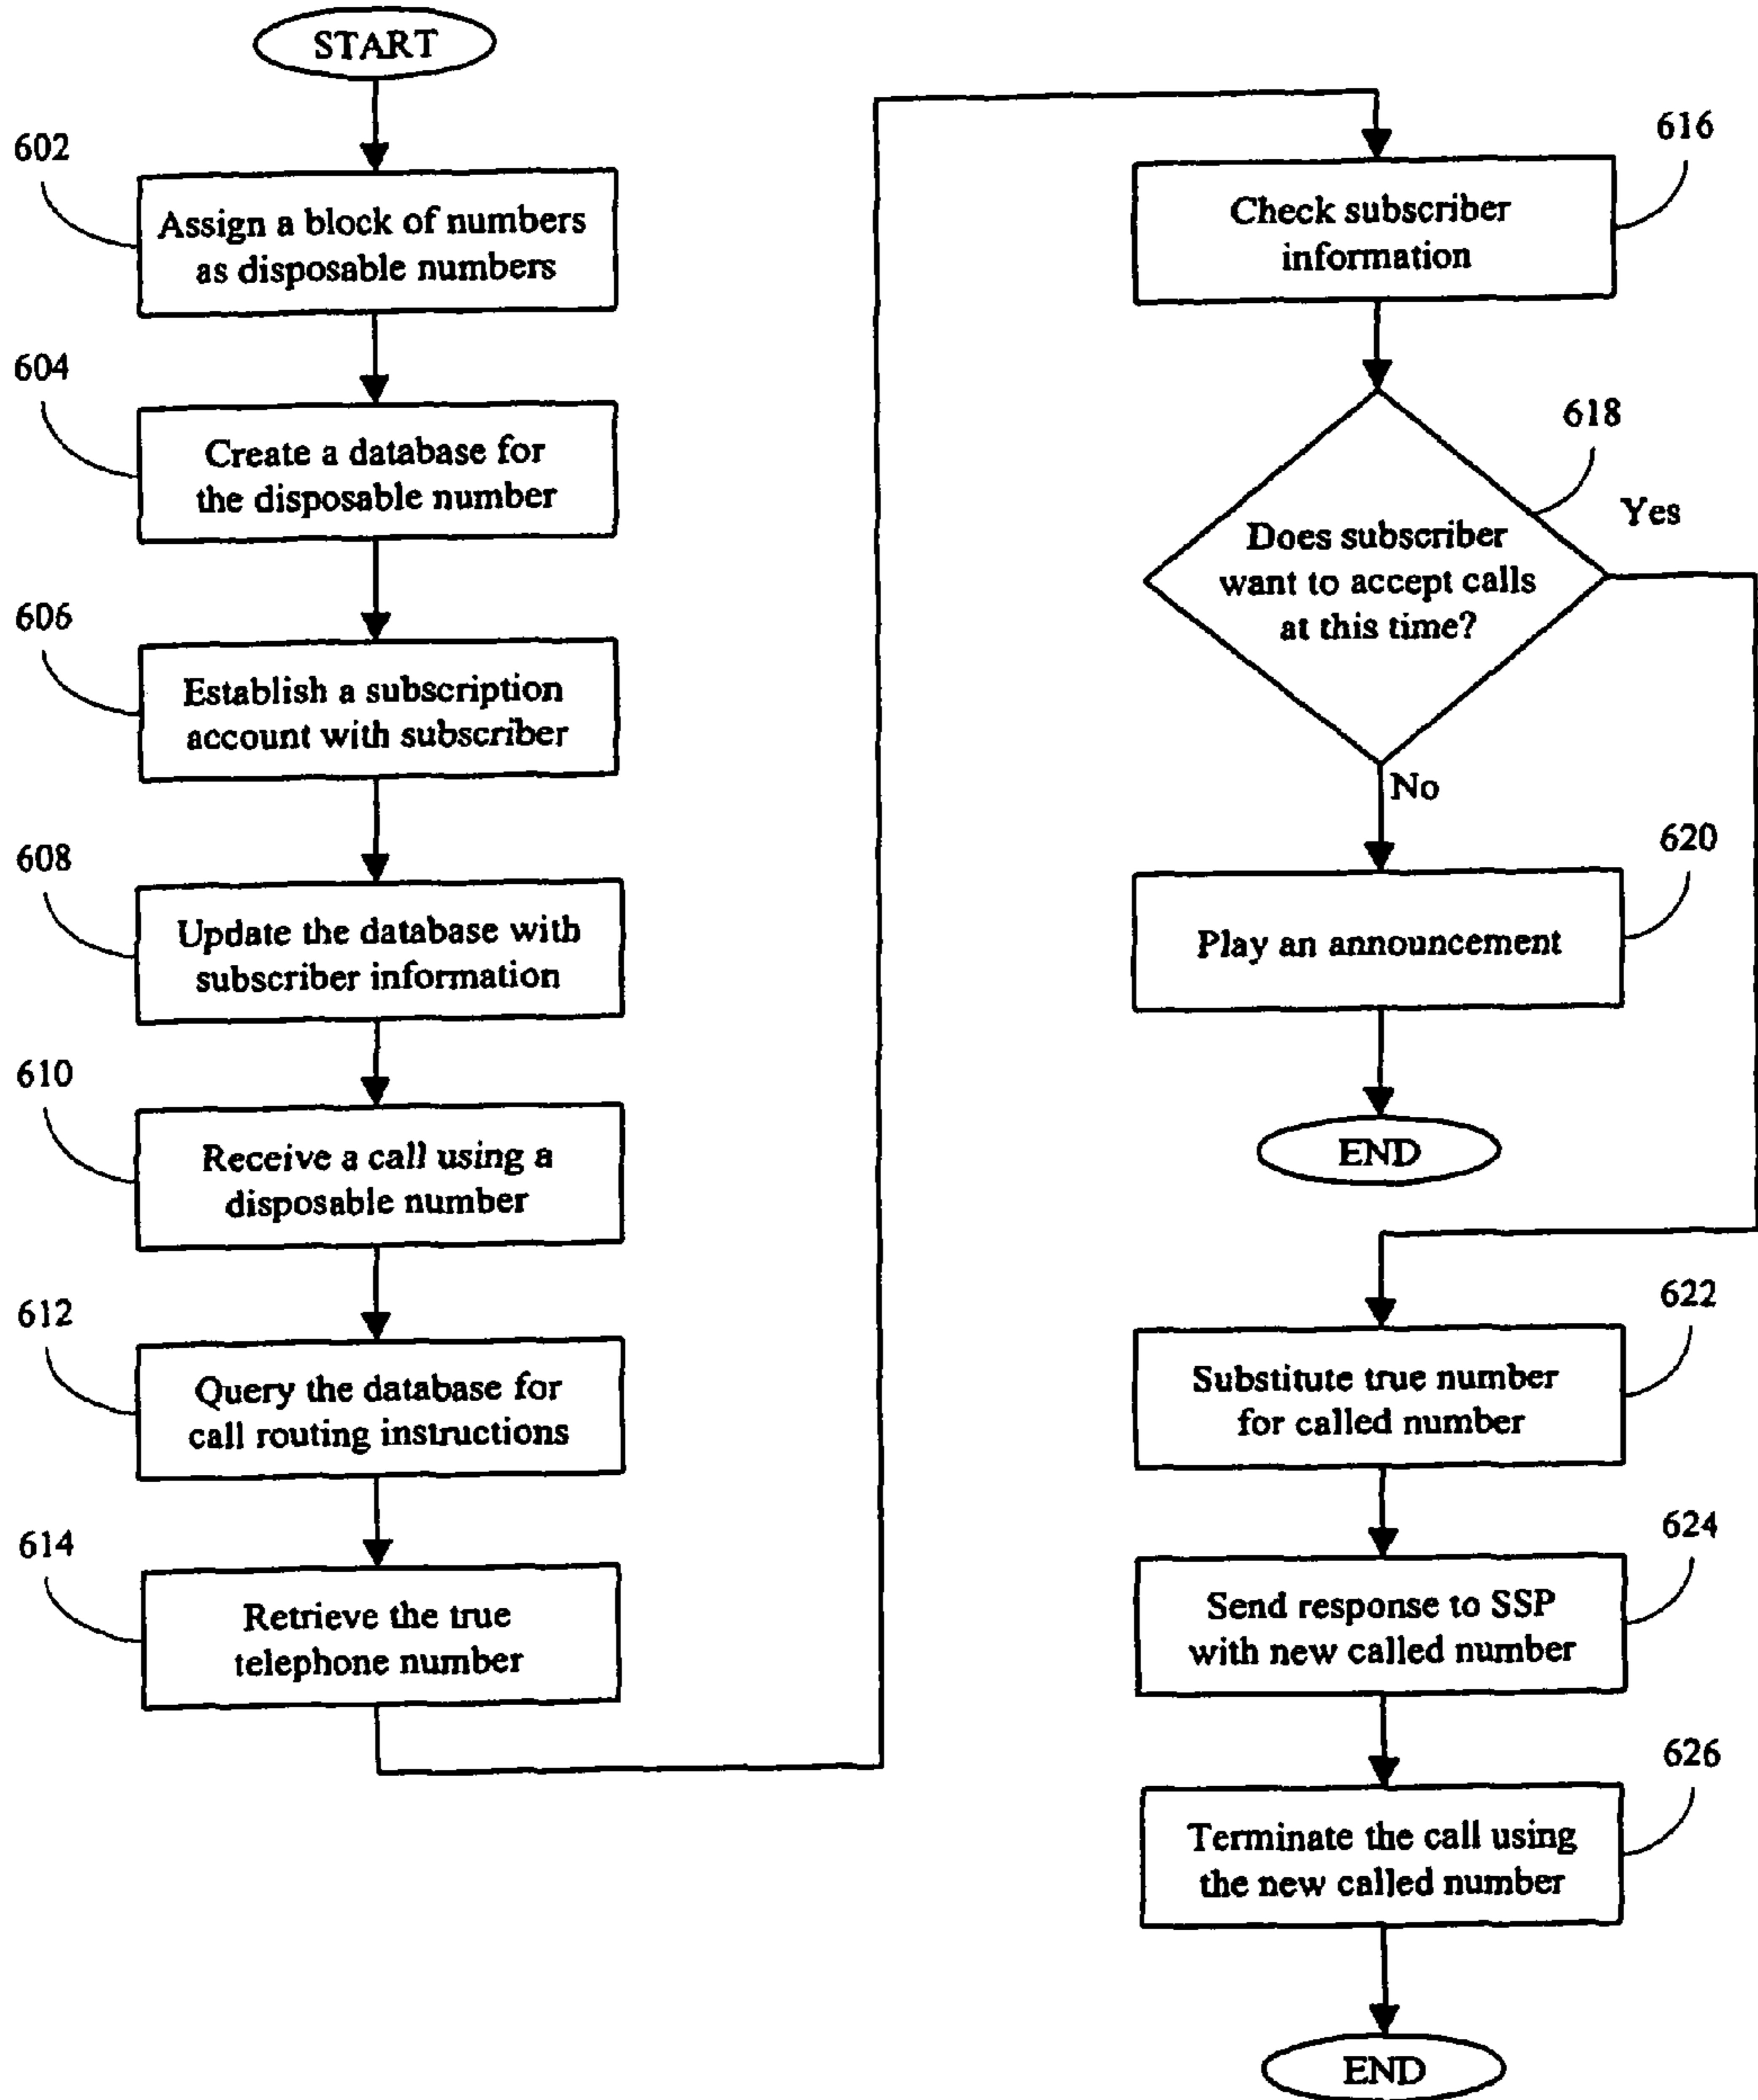 START
602
Assign a block of numbers
as disposable numbers
604
Create a database for
the disposable number
606
Establish a subscription
account with subscriber
608
Update the database with
subscriber information
610
Receive a call using a
disposable number
612
Query the database for
call routing instructions
614
Retrieve the true
telephone number
616
Check subscriber
information
618
Does subscriber
want to accept calls
at this time?
Yes
No
620
Play an announcement
END
622
Substitute true number
for called number
624
Send response to SSP
with new called number
626
Terminate the call using
the new called number
END